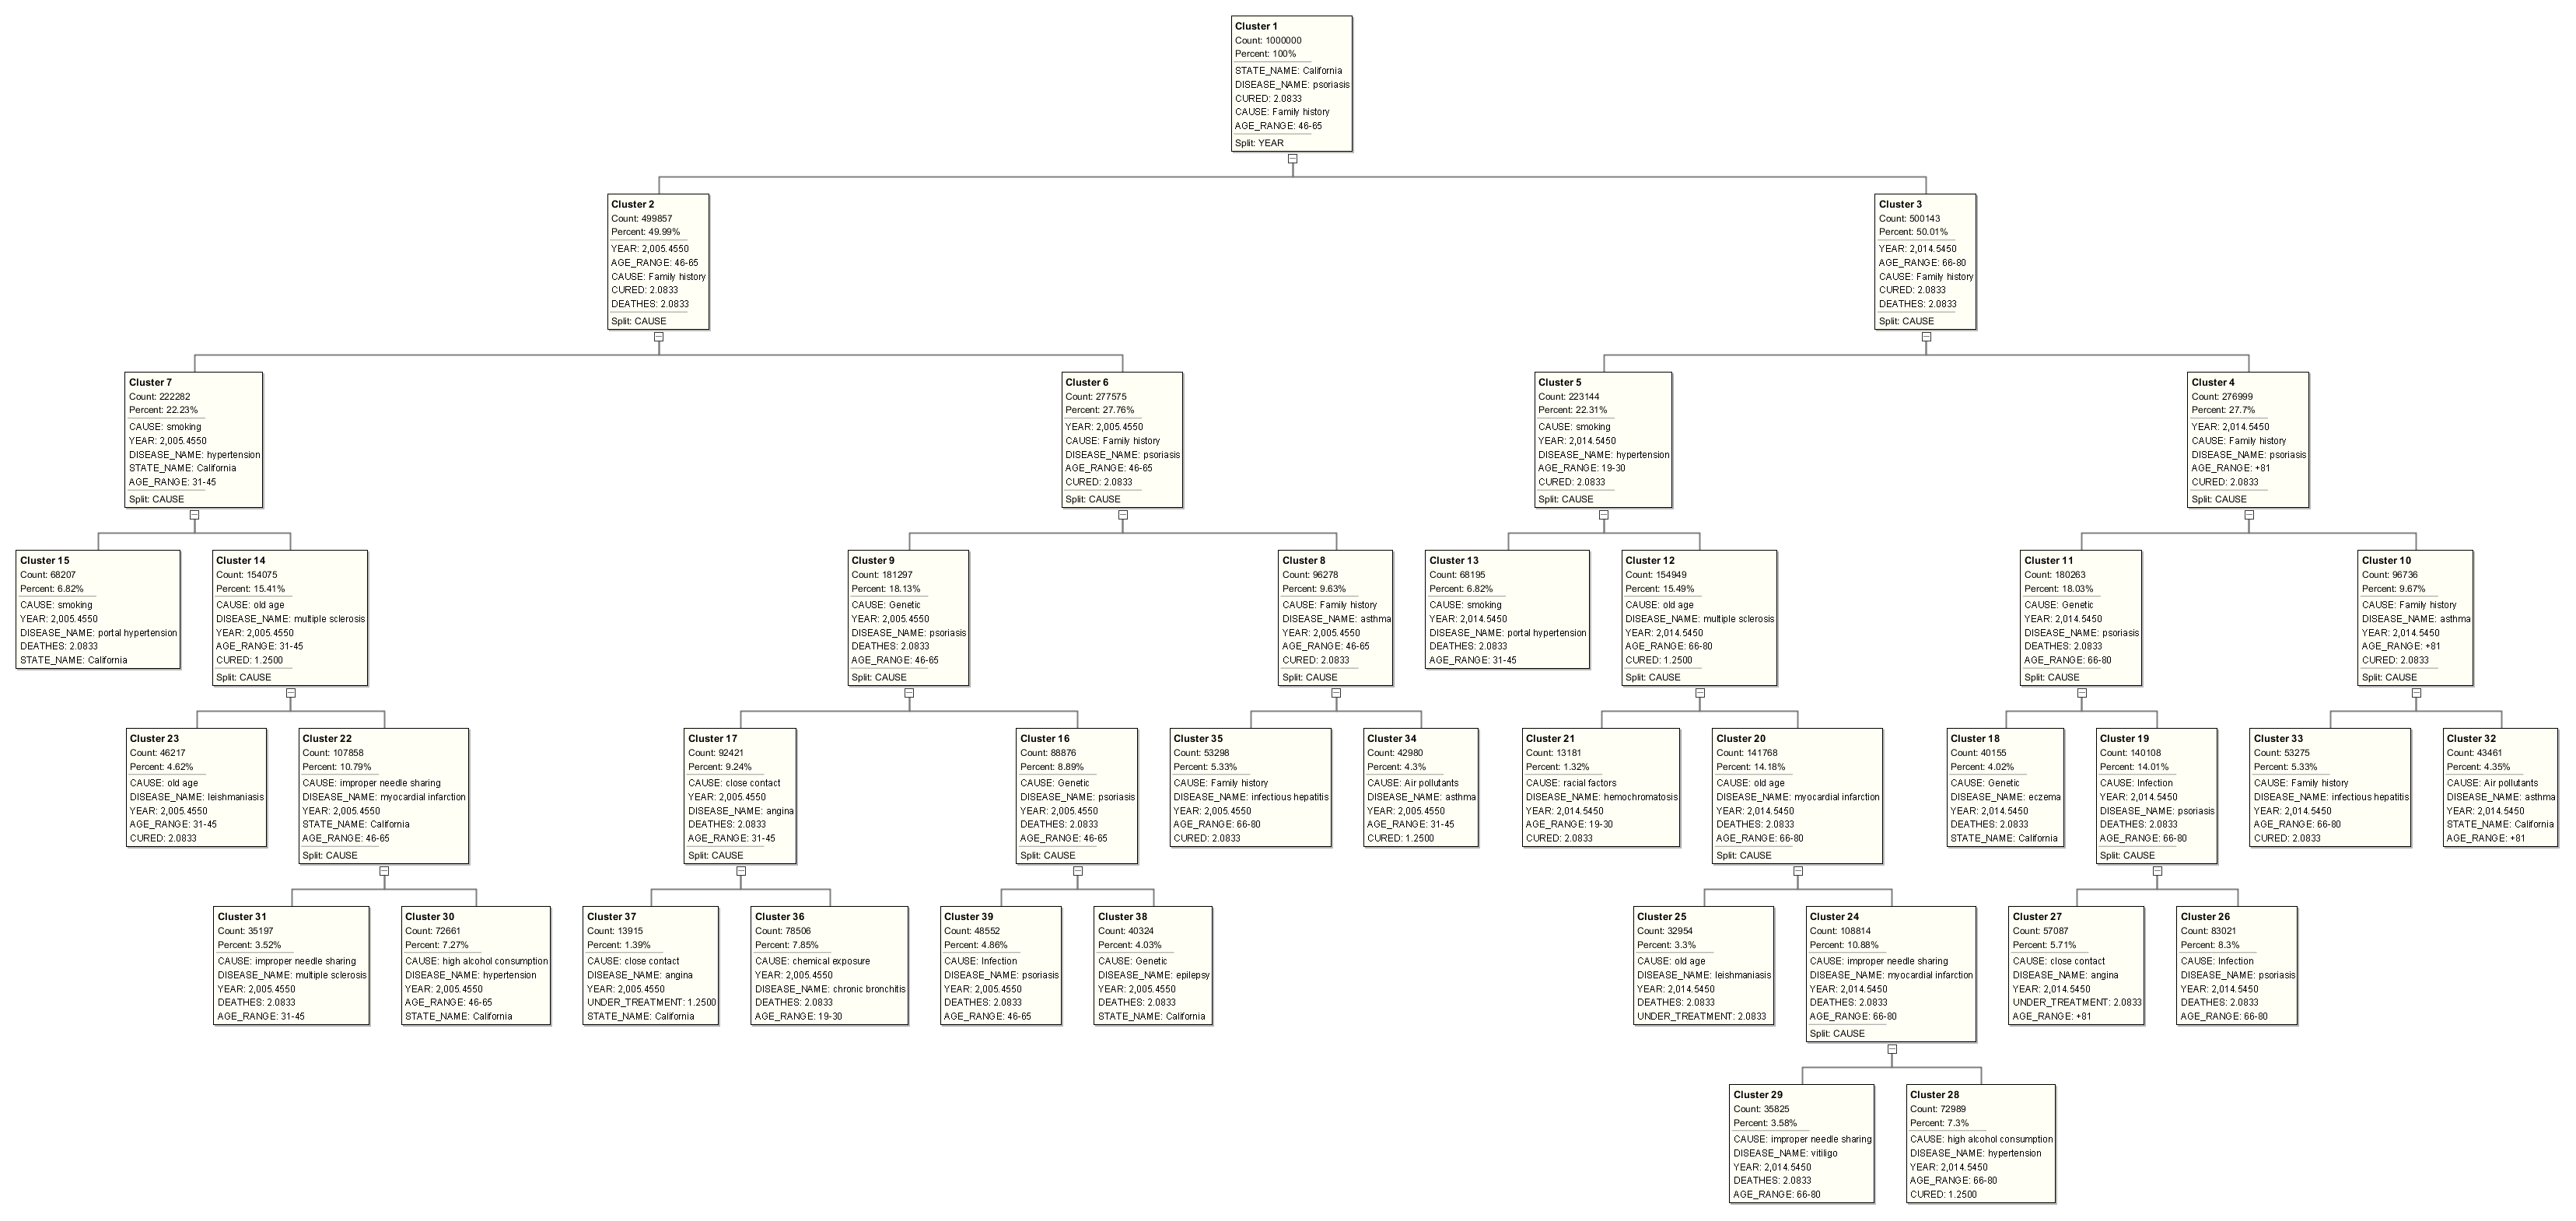 Cluster 1
Count: 1000000
Percent: 100%
STATE_NAME: California
DISEASE_NAME: psoriasis
CURED: 2.0833
CAUSE: Family history
AGE_RANGE: 46-65
Split: YEAR
Cluster 2
Count: 499857
Percent: 49.99%
YEAR: 2,005.4550
AGE_RANGE: 46-65
CAUSE: Family history
CURED: 2.0833
DEATHES: 2.0833
Split: CAUSE
Cluster 3
Count: 500143
Percent: 50.01%
YEAR: 2,014.5450
AGE_RANGE: 66-80
CAUSE: Family history
CURED: 2.0833
DEATHES: 2.0833
Split: CAUSE
Cluster 7
Count: 222282
Percent: 22.23%
CAUSE: smoking
YEAR: 2,005.4550
DISEASE_NAME: hypertension
STATE_NAME: California
AGE_RANGE: 31-45
Split: CAUSE
Cluster 6
Count: 277575
Percent: 27.76%
YEAR: 2,005.4550
CAUSE: Family history
DISEASE_NAME: psoriasis
AGE_RANGE: 46-65
CURED: 2.0833
Split: CAUSE
Cluster 5
Count: 223144
Percent: 22.31%
CAUSE: smoking
YEAR: 2,014.5450
DISEASE_NAME: hypertension
AGE_RANGE: 19-30
CURED: 2.0833
Split: CAUSE
Cluster 4
Count: 276999
Percent: 27.7%
YEAR: 2,014.5450
CAUSE: Family history
DISEASE_NAME: psoriasis
AGE_RANGE: +81
CURED: 2.0833
Split: CAUSE
Cluster 15
Count: 68207
Percent: 6.82%
CAUSE: smoking
YEAR: 2,005.4550
DISEASE_NAME: portal hypertension
DEATHES: 2.0833
STATE_NAME: California
Cluster 14
Count: 154075
Percent: 15.41%
CAUSE: old age
DISEASE_NAME: multiple sclerosis
YEAR: 2,005.4550
AGE_RANGE: 31-45
CURED: 1.2500
Split: CAUSE
Cluster 9
Count: 181297
Percent: 18.13%
CAUSE: Genetic
YEAR: 2,005.4550
DISEASE_NAME: psoriasis
DEATHES: 2.0833
AGE_RANGE: 46-65
Split: CAUSE
Cluster 8
Count: 96278
Percent: 9.63%
CAUSE: Family history
DISEASE_NAME: asthma
YEAR: 2,005.4550
AGE_RANGE: 46-65
CURED: 2.0833
Split: CAUSE
Cluster 13
Count: 68195
Percent: 6.82%
CAUSE: smoking
YEAR: 2,014.5450
DISEASE_NAME: portal hypertension
DEATHES: 2.0833
AGE_RANGE: 31-45
Cluster 12
Count: 154949
Percent: 15.49%
CAUSE: old age
DISEASE_NAME: multiple sclerosis
YEAR: 2,014.5450
AGE_RANGE: 66-80
CURED: 1.2500
Split: CAUSE
Cluster 11
Count: 180263
Percent: 18.03%
CAUSE: Genetic
YEAR: 2,014.5450
DISEASE_NAME: psoriasis
DEATHES: 2.0833
AGE_RANGE: 66-80
Split: CAUSE
Cluster 10
Count: 96736
Percent: 9.67%
CAUSE: Family history
DISEASE_NAME: asthma
YEAR: 2,014.5450
AGE_RANGE: +81
CURED: 2.0833
Split: CAUSE
Cluster 23
Count: 46217
Percent: 4.62%
CAUSE: old age
DISEASE_NAME: leishmaniasis
YEAR: 2,005.4550
AGE_RANGE: 31-45
CURED: 2.0833
Cluster 22
Count: 107858
Percent: 10.79%
CAUSE: improper needle sharing
DISEASE_NAME: myocardial infarction
YEAR: 2,005.4550
STATE_NAME: California
AGE_RANGE: 46-65
Split: CAUSE
Cluster 17
Count: 92421
Percent: 9.24%
CAUSE: close contact
YEAR: 2,005.4550
DISEASE_NAME: angina
DEATHES: 2.0833
AGE_RANGE: 31-45
Split: CAUSE
Cluster 16
Count: 88876
Percent: 8.89%
CAUSE: Genetic
DISEASE_NAME: psoriasis
YEAR: 2,005.4550
DEATHES: 2.0833
AGE_RANGE: 46-65
Split: CAUSE
Cluster 35
Count: 53298
Percent: 5.33%
CAUSE: Family history
DISEASE_NAME: infectious hepatitis
YEAR: 2,005.4550
AGE_RANGE: 66-80
CURED: 2.0833
Cluster 34
Count: 42980
Percent: 4.3%
CAUSE: Air pollutants
DISEASE_NAME: asthma
YEAR: 2,005.4550
AGE_RANGE: 31-45
CURED: 1.2500
Cluster 21
Count: 13181
Percent: 1.32%
CAUSE: racial factors
DISEASE_NAME: hemochromatosis
YEAR: 2,014.5450
AGE_RANGE: 19-30
CURED: 2.0833
Cluster 20
Count: 141768
Percent: 14.18%
CAUSE: old age
DISEASE_NAME: myocardial infarction
YEAR: 2,014.5450
DEATHES: 2.0833
AGE_RANGE: 66-80
Split: CAUSE
Cluster 18
Count: 40155
Percent: 4.02%
CAUSE: Genetic
DISEASE_NAME: eczema
YEAR: 2,014.5450
DEATHES: 2.0833
STATE_NAME: California
Cluster 19
Count: 140108
Percent: 14.01%
CAUSE: Infection
YEAR: 2,014.5450
DISEASE_NAME: psoriasis
DEATHES: 2.0833
AGE_RANGE: 66-80
Split: CAUSE
Cluster 33
Count: 53275
Percent: 5.33%
CAUSE: Family history
DISEASE_NAME: infectious hepatitis
YEAR: 2,014.5450
AGE_RANGE: 66-80
CURED: 2.0833
Cluster 32
Count: 43461
Percent: 4.35%
CAUSE: Air pollutants
DISEASE_NAME: asthma
YEAR: 2,014.5450
STATE_NAME: California
AGE_RANGE: +81
Cluster 31
Count: 35197
Percent: 3.52%
CAUSE: improper needle sharing
DISEASE_NAME: multiple sclerosis
YEAR: 2,005.4550
DEATHES: 2.0833
AGE_RANGE: 31-45
Cluster 30
Count: 72661
Percent: 7.27%
CAUSE: high alcohol consumption
DISEASE_NAME: hypertension
YEAR: 2,005.4550
AGE_RANGE: 46-65
STATE_NAME: California
Cluster 37
Count: 13915
Percent: 1.39%
CAUSE: close contact
DISEASE_NAME: angina
YEAR: 2,005.4550
UNDER_TREATMENT: 1.2500
STATE_NAME: California
Cluster 36
Count: 78506
Percent: 7.85%
CAUSE: chemical exposure
YEAR: 2,005.4550
DISEASE_NAME: chronic bronchitis
DEATHES: 2.0833
AGE_RANGE: 19-30
Cluster 39
Count: 48552
Percent: 4.86%
CAUSE: Infection
DISEASE_NAME: psoriasis
YEAR: 2,005.4550
DEATHES: 2.0833
AGE_RANGE: 46-65
Cluster 38
Count: 40324
Percent: 4.03%
CAUSE: Genetic
DISEASE_NAME: epilepsy
YEAR: 2,005.4550
DEATHES: 2.0833
STATE_NAME: California
Cluster 25
Count: 32954
Percent: 3.3%
CAUSE: old age
DISEASE_NAME: leishmaniasis
YEAR: 2,014.5450
DEATHES: 2.0833
UNDER_TREATMENT: 2.0833
Cluster 24
Count: 108814
Percent: 10.88%
CAUSE: improper needle sharing
DISEASE_NAME: myocardial infarction
YEAR: 2,014.5450
DEATHES: 2.0833
AGE_RANGE: 66-80
Split: CAUSE
Cluster 27
Count: 57087
Percent: 5.71%
CAUSE: close contact
DISEASE_NAME: angina
YEAR: 2,014.5450
UNDER_TREATMENT: 2.0833
AGE_RANGE: +81
Cluster 26
Count: 83021
Percent: 8.3%
CAUSE: Infection
DISEASE_NAME: psoriasis
YEAR: 2,014.5450
DEATHES: 2.0833
AGE_RANGE: 66-80
Cluster 29
Count: 35825
Percent: 3.58%
CAUSE: improper needle sharing
DISEASE_NAME: vitiligo
YEAR: 2,014.5450
DEATHES: 2.0833
AGE_RANGE: 66-80
Cluster 28
Count: 72989
Percent: 7.3%
CAUSE: high alcohol consumption
DISEASE_NAME: hypertension
YEAR: 2,014.5450
AGE_RANGE: 66-80
CURED: 1.2500